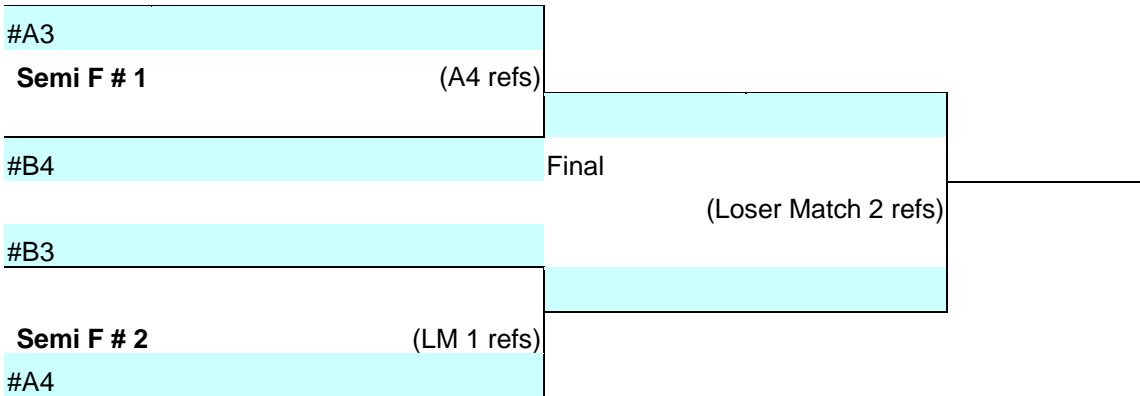 #A3
Semi F # 1 (A4 refs)
#B4 Final
(Loser Match 2 refs)
#B3
Semi F # 2 (LM 1 refs)
#A4